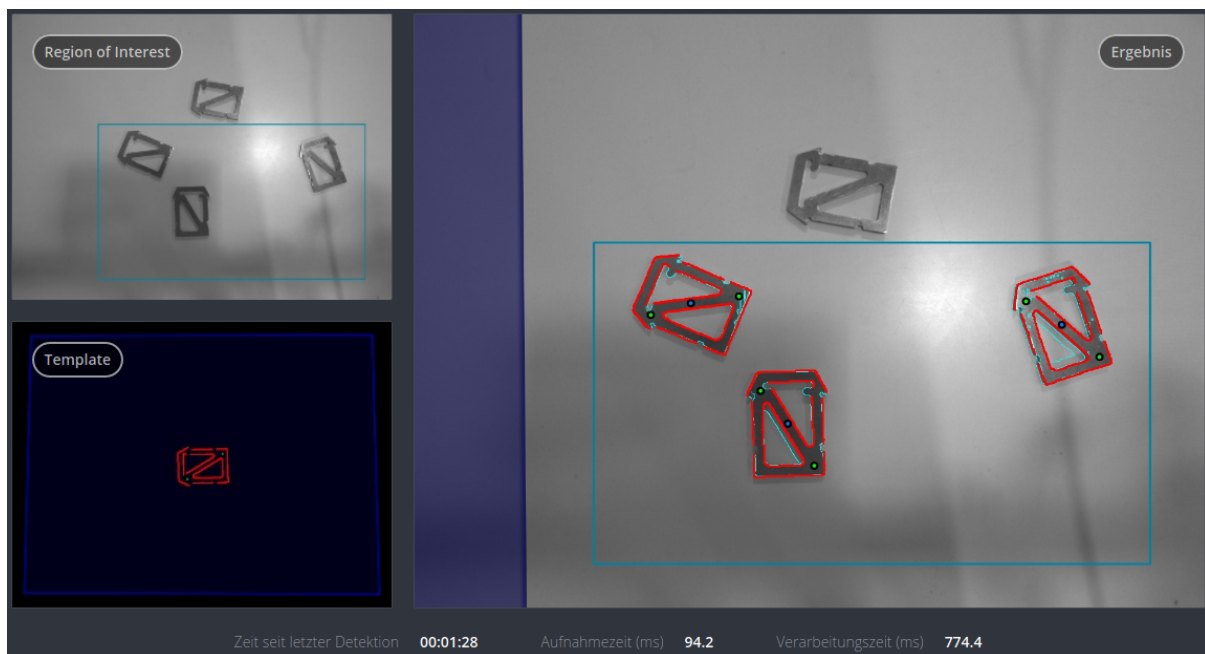 Region of Interest
Ergebnis
Template
Zeit seit letzter Detektion 00:01:28 Aufnahmezeit (ms) 94.2 Verarbeitungszeit (ms) 774.4